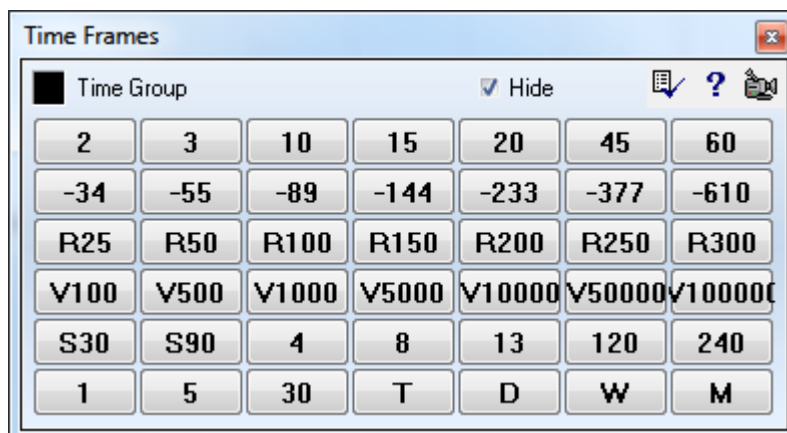 Time Frames
Time Group Hide ?
2 3 10 15 20 45 60
-34 -55 -89 -144 -233 -377 -610
R25 R50 R100 R150 R200 R250 R300
V100 V500 V1000 V5000 V10000 V50000 V100000
S30 S90 4 8 13 120 240
1 5 30 T D W M